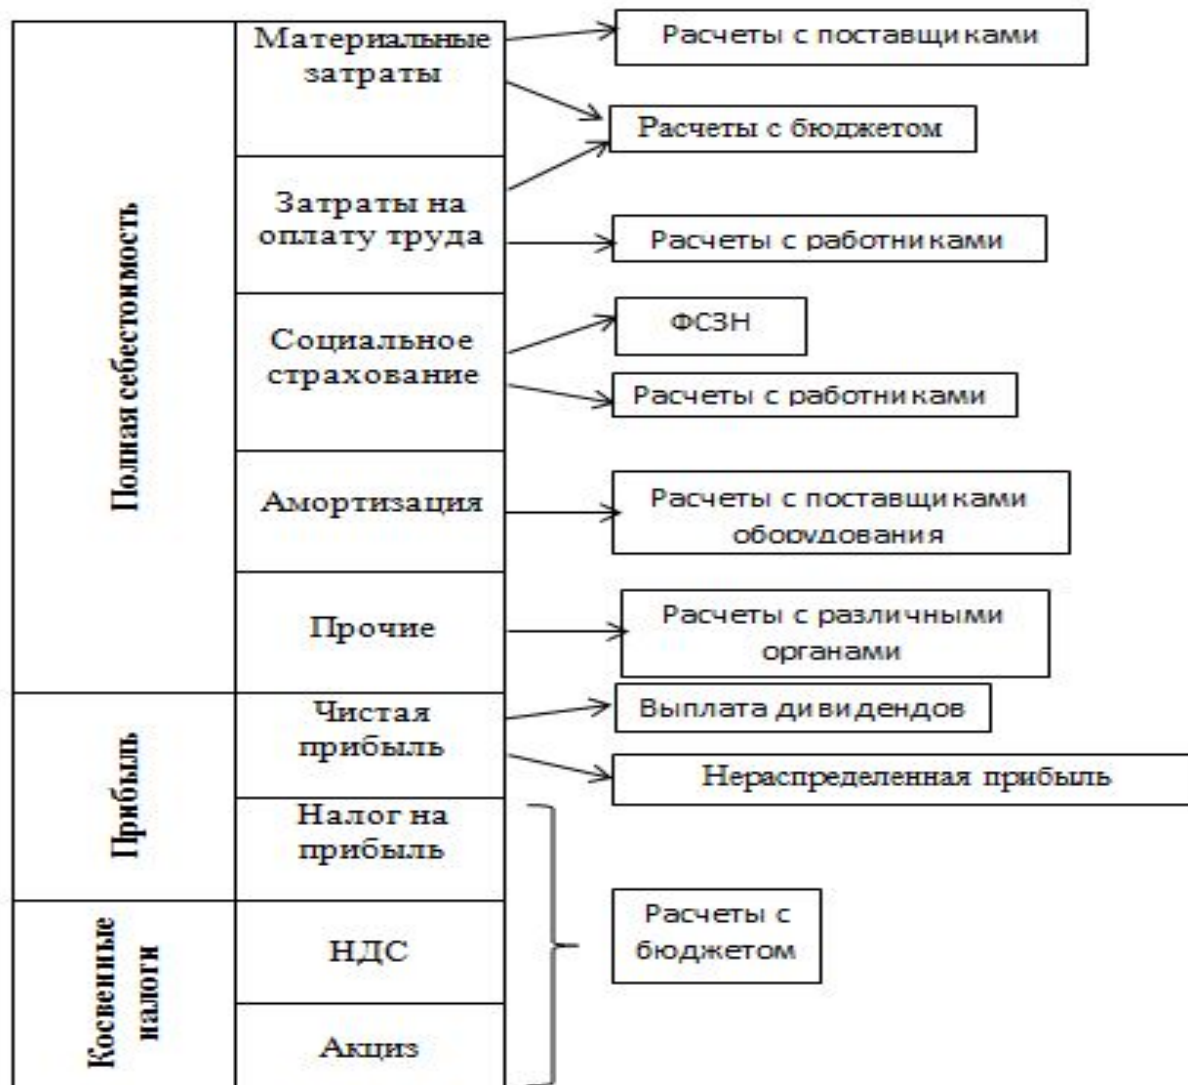 Полная себестоимость
Материальные
затраты
Расчеты с поставщиками
Расчеты с бюджетом
Затраты на
оплату труда
Расчеты с работниками
Социальное
страхование
ФСЗН
Расчеты с работниками
Амортизация
Расчеты с поставщиками
оборудования
Прочие
Расчеты с различными
органами
Прибыль
Чистая
прибыль
Выплата дивидендов
Нераспределенная прибыль
Налог на
прибыль
Косвенные
налоги
НДС
Акциз
Расчеты с
бюджетом